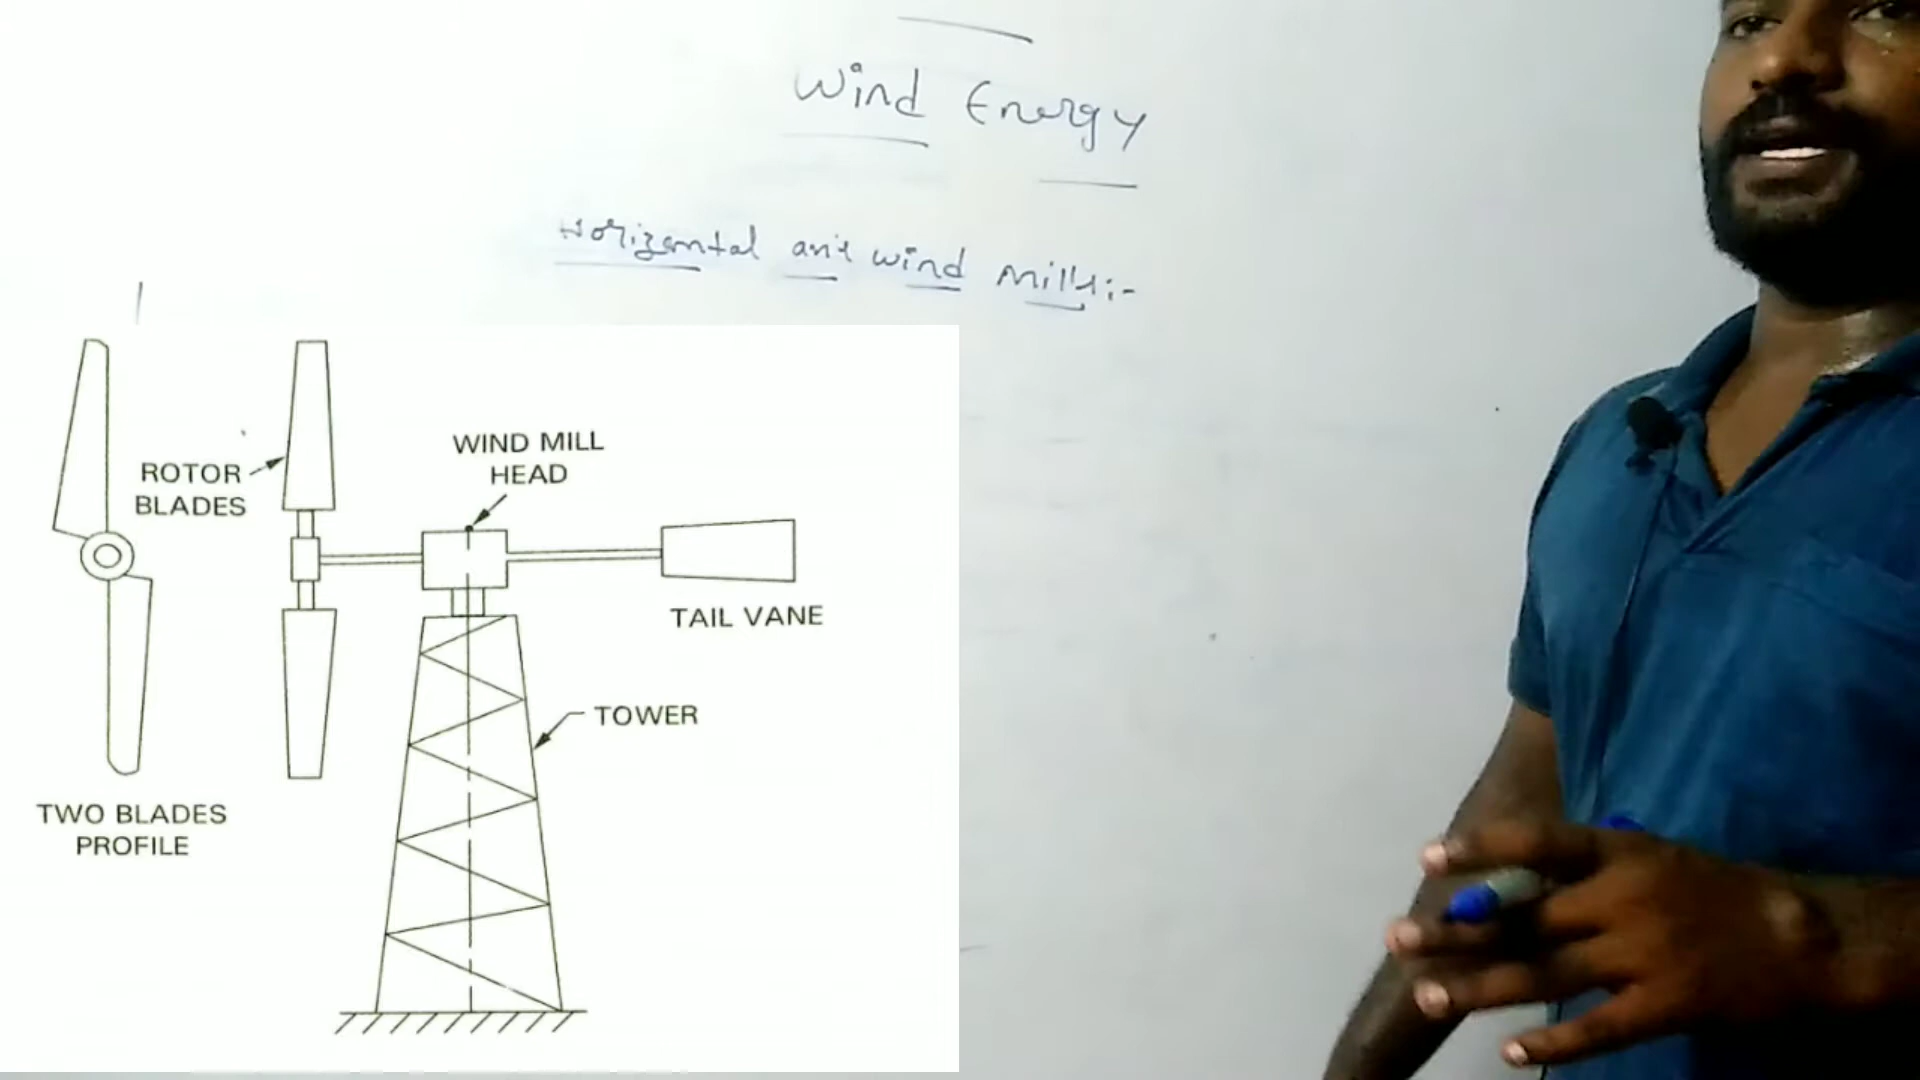 Wind Energy
Horizontal axis wind mills:-
WIND MILL
HEAD
ROTOR
BLADES
TAIL VANE
TOWER
TWO BLADES
PROFILE